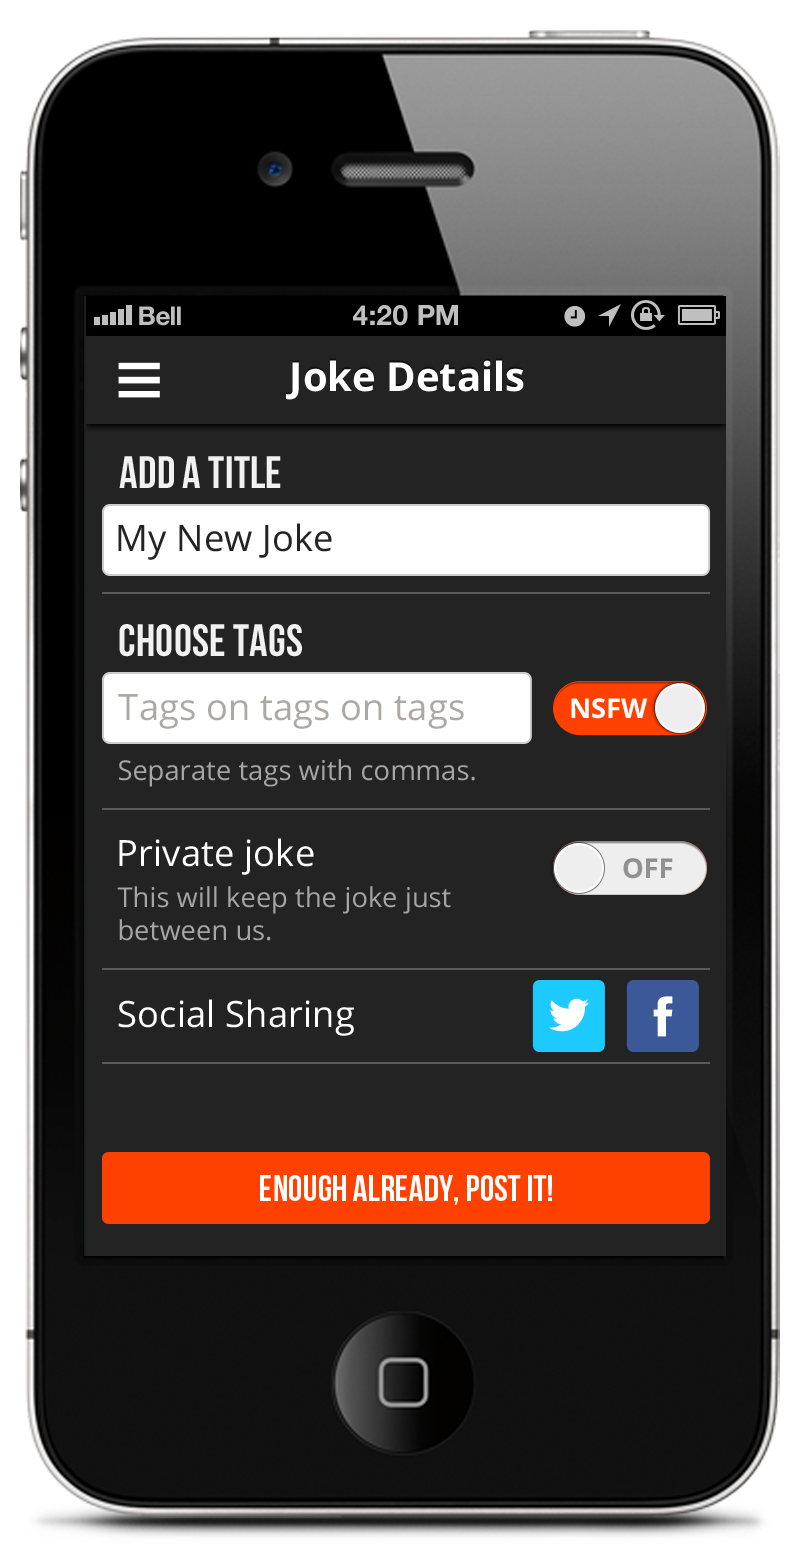 Bell 4:20 PM
Joke Details
ADD A TITLE
My New Joke
CHOOSE TAGS
Tags on tags on tags
NSFW
Separate tags with commas.
Private joke
OFF
This will keep the joke just
between us.
Social Sharing
ENOUGH ALREADY, POST IT!